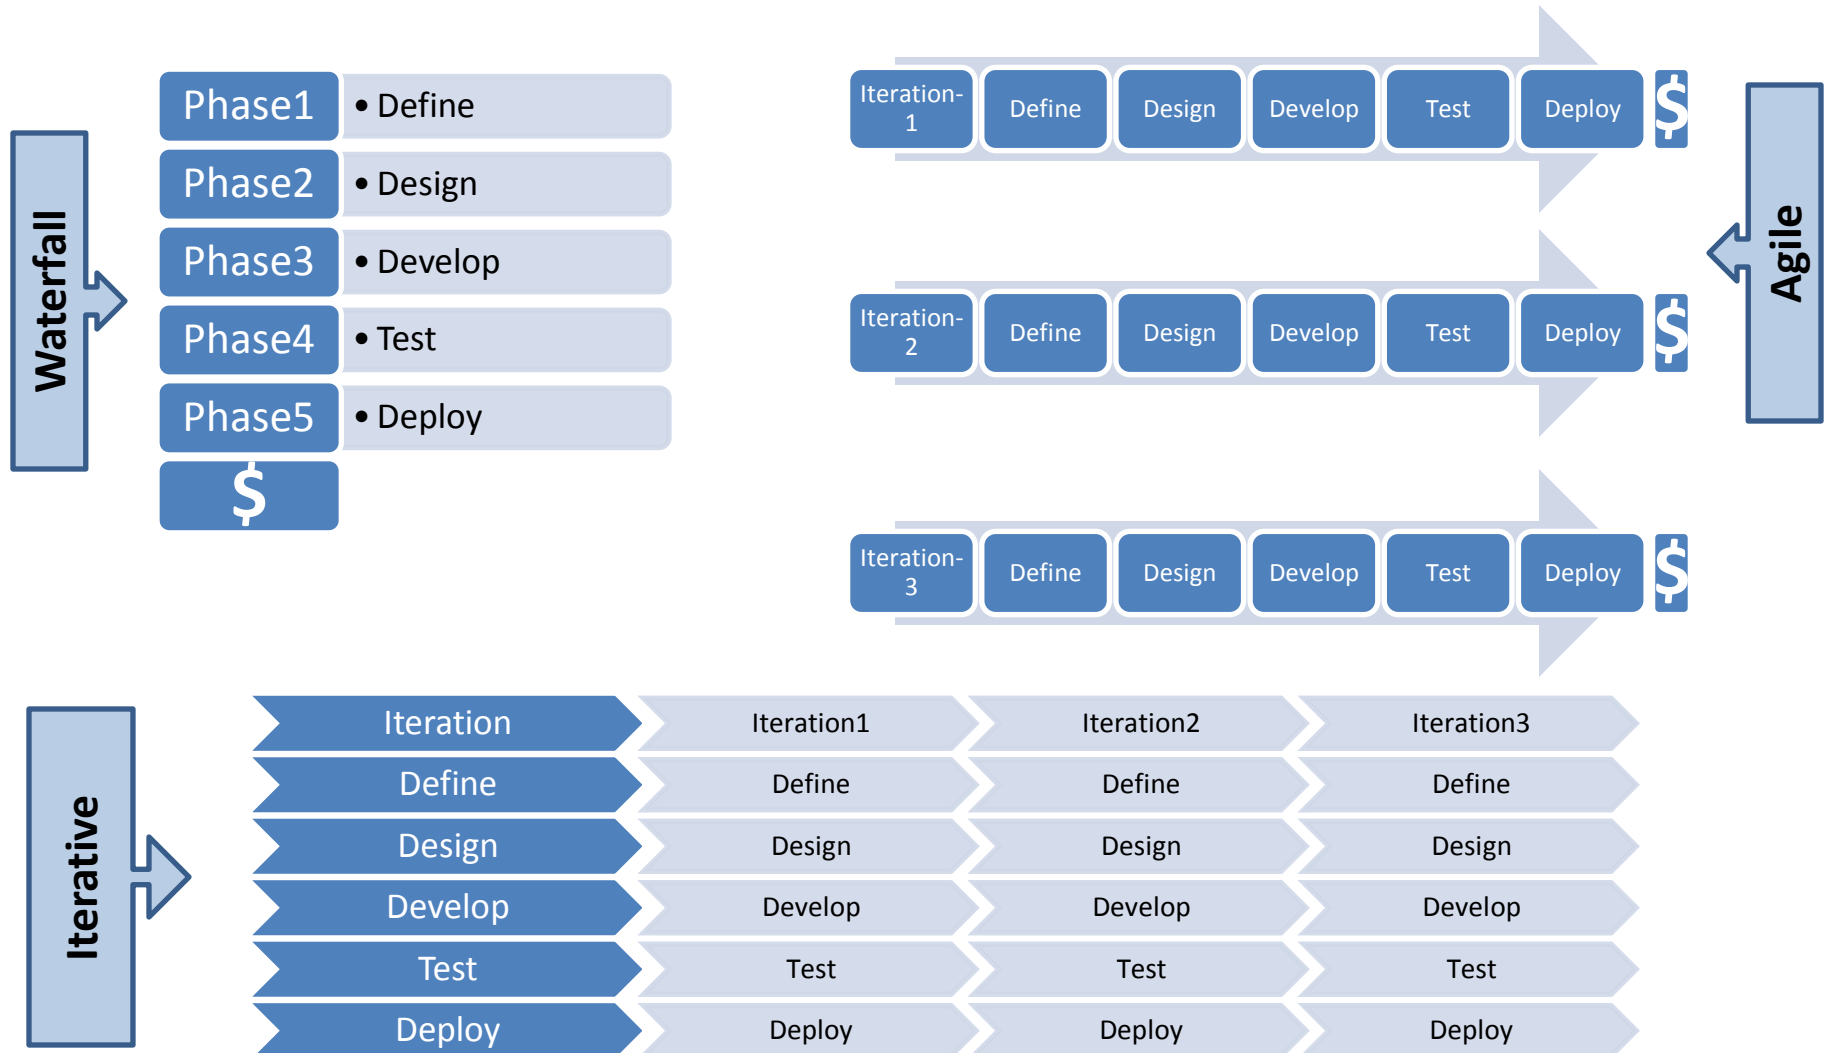 Waterfall
Phase1
• Define
Phase2
• Design
Phase3
• Develop
Phase4
• Test
Phase5
• Deploy
$
Iteration-
1
Define
Design
Develop
Test
Deploy
$
Iteration-
2
Define
Design
Develop
Test
Deploy
$
Iteration-
3
Define
Design
Develop
Test
Deploy
$
Agile
Iterative
Iteration
Iteration1
Iteration2
Iteration3
Define
Define
Define
Define
Design
Design
Design
Design
Develop
Develop
Develop
Develop
Test
Test
Test
Test
Deploy
Deploy
Deploy
Deploy